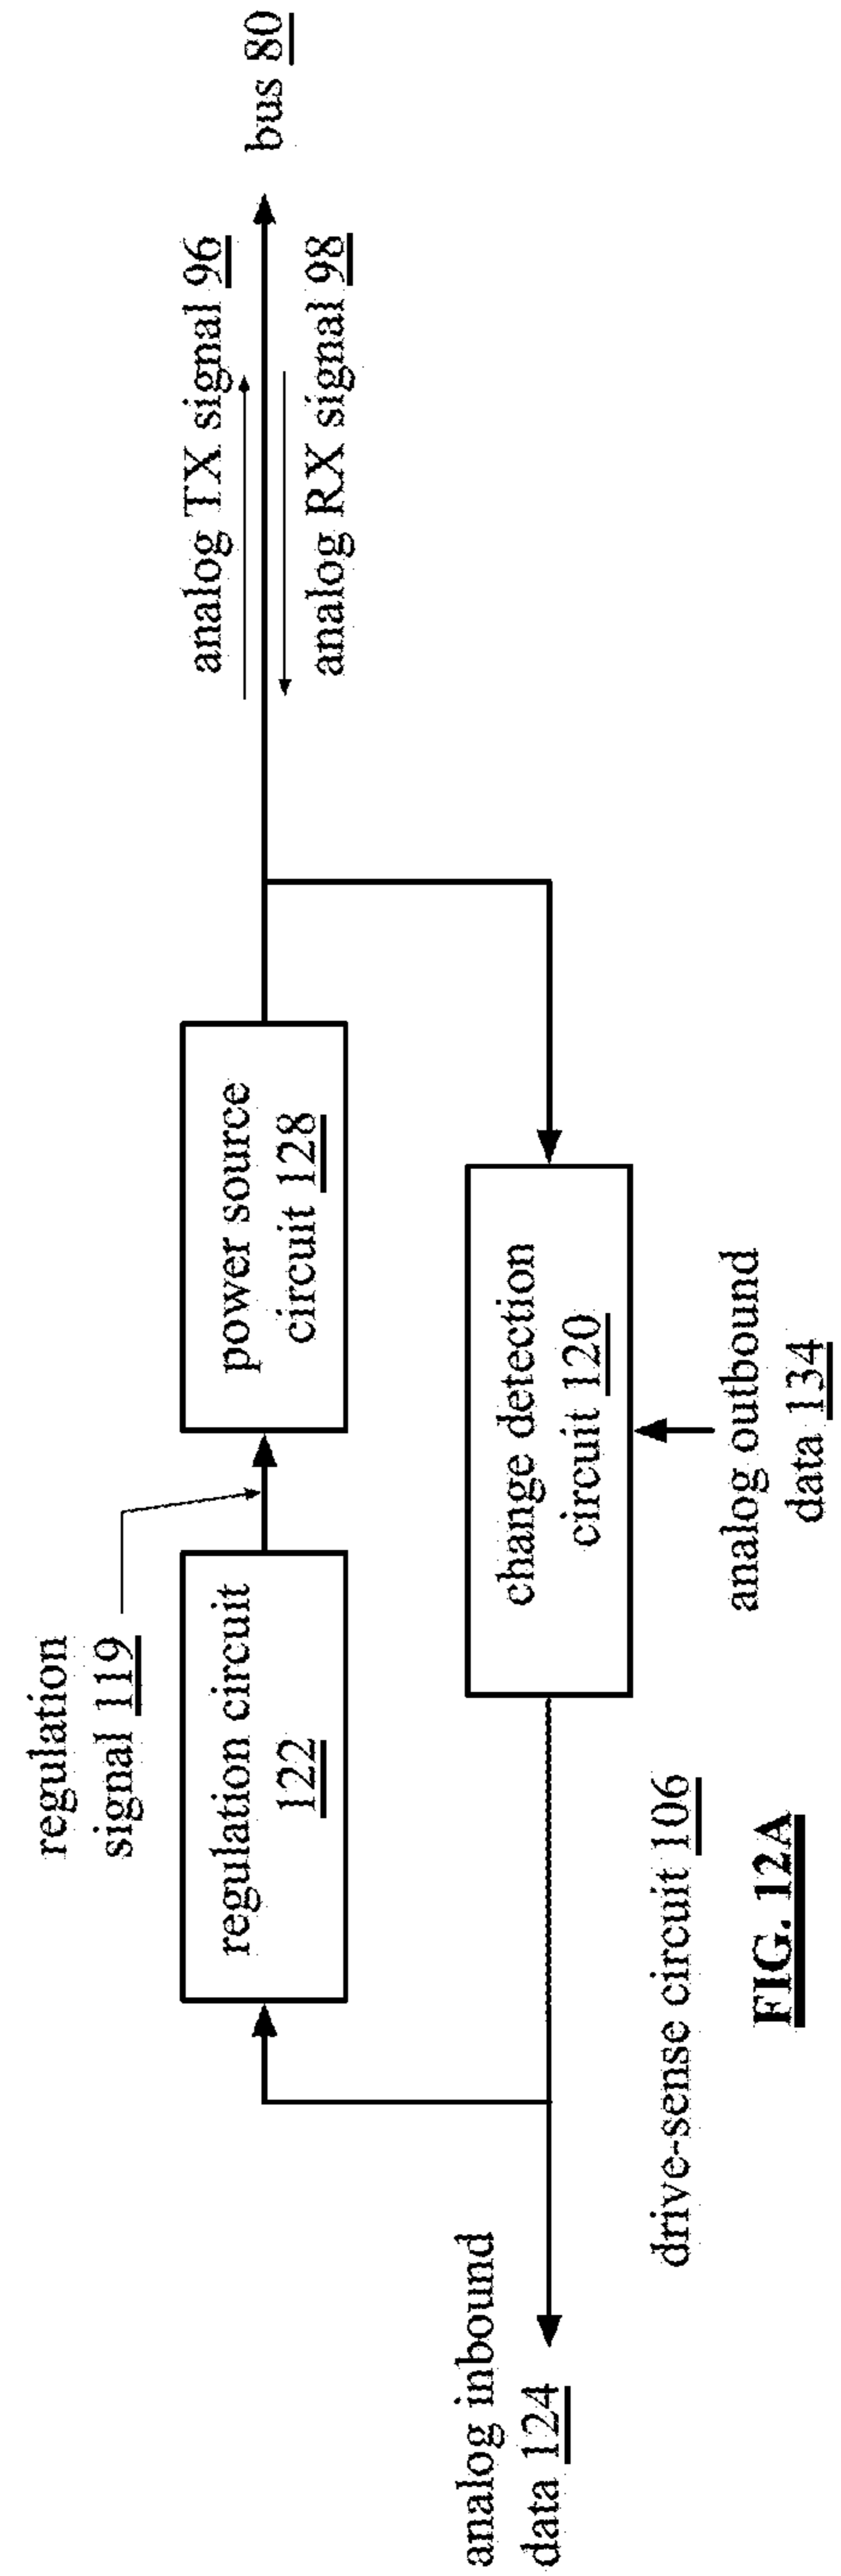 regulation
signal 119
regulation circuit
122
power source
circuit 128
analog TX signal 96
analog RX signal 98
bus 80
analog inbound
data 124
change detection
circuit 120
analog outbound
data 134
drive-sense circuit 106
FIG. 12A